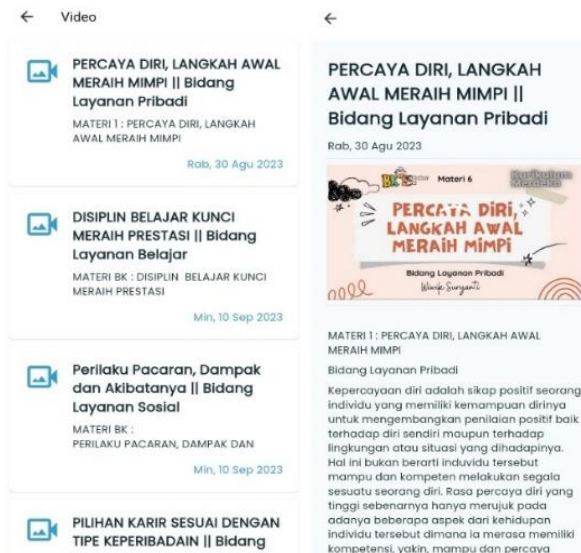 Video
PERCAYA DIRI, LANGKAH AWAL
MERAIH MIMPI || Bidang
Layanan Pribadi
MATERI 1 : PERCAYA DIRI, LANGKAH
AWAL MERAIH MIMPI
Rab, 30 Agu 2023
DISIPLIN BELAJAR KUNCI
MERAIH PRESTASI || Bidang
Layanan Belajar
MATERI BK : DISIPLIN BELAJAR KUNCI
MERAIH PRESTASI
Min, 10 Sep 2023
Perilaku Pacaran, Dampak
dan Akibatanya || Bidang
Layanan Sosial
MATERI BK :
PERILAKU PACARAN, DAMPAK DAN
Min, 10 Sep 2023
PILIHAN KARIR SESUAI DENGAN
TIPE KEPERIBADAIN || Bidang
PERCAYA DIRI, LANGKAH
AWAL MERAIH MIMPI ||
Bidang Layanan Pribadi
Rab, 30 Agu 2023
Materi 6
Kurikulum
Merdeka
PERCAYA DIRI,
LANGKAH AWAL
MERAIH MIMPI
Bidang Layanan Pribadi
MATERI 1 : PERCAYA DIRI, LANGKAH AWAL
MERAIH MIMPI
Bidang Layanan Pribadi
Kepercayaan diri adalah sikap positif seorang
individu yang memiliki kemampuan dirinya
untuk mengembangkan penilaian positif baik
terhadap diri sendiri maupun terhadap
lingkungan atau situasi yang dihadapinya.
Hal ini bukan berarti induvidu tersebut
mampu dan kompeten melakukan segala
sesuatu seorang diri. Rasa percaya diri yang
tinggi sebenarnya hanya merujuk pada
adanya beberapa aspek dari kehidupan
individu tersebut dimana ia merasa memiliki
kompetensi, yakin, mampu dan percaya